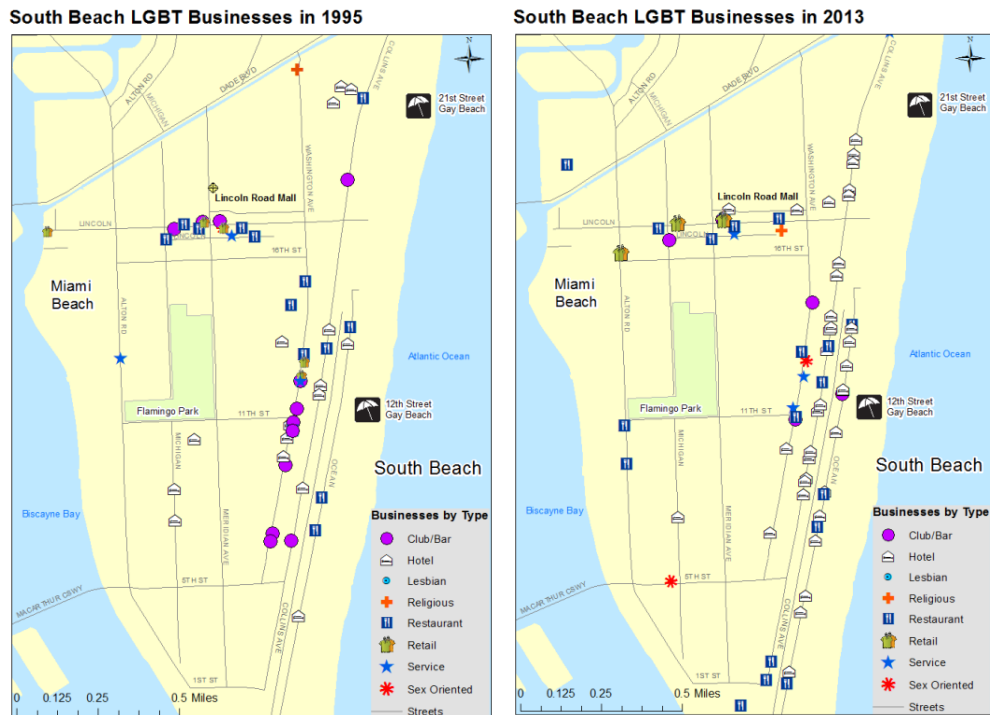 South Beach LGBT Businesses in 1995
N
COLLINS AVE
ALTON RD
MICHIGAN
DADE BLVD
21st Street
Gay Beach
WASHINGTON AVE
Lincoln Road Mall
LINCOLN
LINCOLN
16TH ST
Miami
Beach
ALTON RD
Atlantic Ocean
Flamingo Park
11TH ST
12th Street
Gay Beach
MICHIGAN
OCEAN
South Beach
MERIDIAN AVE
Biscayne Bay
5TH ST
MACARTHUR CSWY
COLLINS AVE
1ST ST
0 0.125 0.25 0.5 Miles
Businesses by Type
Club/Bar
Hotel
Lesbian
Religious
Restaurant
Retail
Service
Sex Oriented
Streets
South Beach LGBT Businesses in 2013
N
COLLINS AVE
ALTON RD
MICHIGAN
DADE BLVD
21st Street
Gay Beach
WASHINGTON AVE
Lincoln Road Mall
LINCOLN
LINCOLN
16TH ST
Miami
Beach
ALTON RD
Atlantic Ocean
Flamingo Park
11TH ST
12th Street
Gay Beach
MICHIGAN
OCEAN
South Beach
MERIDIAN AVE
Biscayne Bay
5TH ST
MACARTHUR CSWY
COLLINS AVE
1ST ST
0 0.125 0.25 0.5 Miles
Businesses by Type
Club/Bar
Hotel
Lesbian
Religious
Restaurant
Retail
Service
Sex Oriented
Streets